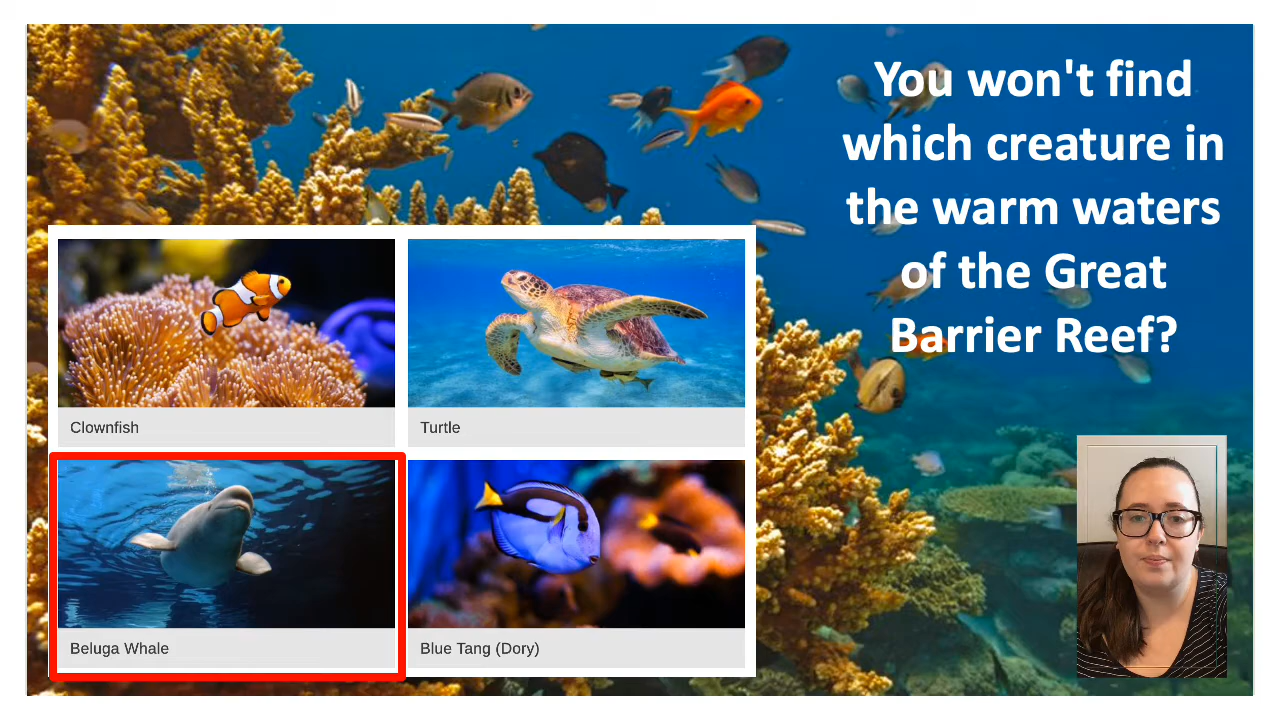 You won't find
which creature in
the warm waters
of the Great
Barrier Reef?
Clownfish
Turtle
Beluga Whale
Blue Tang (Dory)